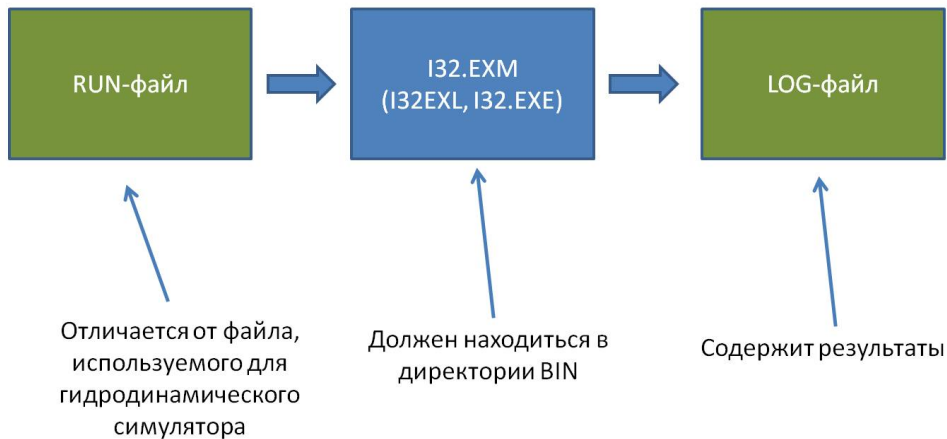 RUN-файл
I32.EXM
(I32EXL, I32.EXE)
LOG-файл
Отличается от файла,
используемого для
гидродинамического
симулятора
Должен находиться в
директории BIN
Содержит результаты